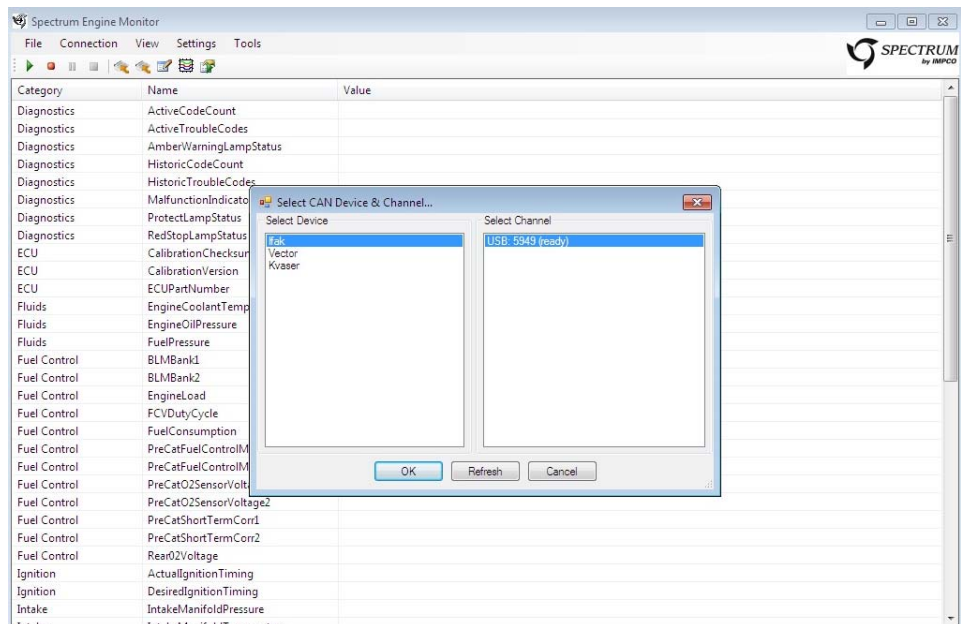 Spectrum Engine Monitor
File Connection View Settings Tools
SPECTRUM
by IMPCO
Category Name Value
Diagnostics ActiveCodeCount
Diagnostics ActiveTroubleCodes
Diagnostics AmberWarningLampStatus
Diagnostics HistoricCodeCount
Diagnostics HistoricTroubleCodes
Diagnostics MalfunctionIndicato
Diagnostics ProtectLampStatus
Diagnostics RedStopLampStatus
ECU CalibrationChecksum
ECU CalibrationVersion
ECU ECUPartNumber
Fluids EngineCoolantTemp
Fluids EngineOilPressure
Fluids FuelPressure
Fuel Control BLMBank1
Fuel Control BLMBank2
Fuel Control EngineLoad
Fuel Control FCVDutyCycle
Fuel Control FuelConsumption
Fuel Control PreCatFuelControlM
Fuel Control PreCatFuelControlM
Fuel Control PreCatO2SensorVolta
Fuel Control PreCatO2SensorVoltage2
Fuel Control PreCatShortTermCorr1
Fuel Control PreCatShortTermCorr2
Fuel Control Rear02Voltage
Ignition ActualIgnitionTiming
Ignition DesiredIgnitionTiming
Intake IntakeManifoldPressure
Select CAN Device & Channel...
Select Device
Ifak
Vector
Kvaser
Select Channel
USB: 5949 (ready)
OK Refresh Cancel